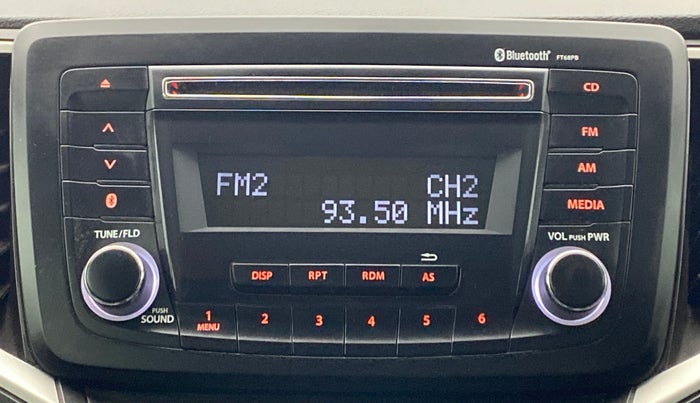 Bluetooth® FT68PB
CD
FM
AM
MEDIA
FM2 CH2
93.50 MHz
TUNE/FLD
VOL PUSH PWR
DISP RPT RDM AS
PUSH
SOUND
1 2 3 4 5 6
MENU